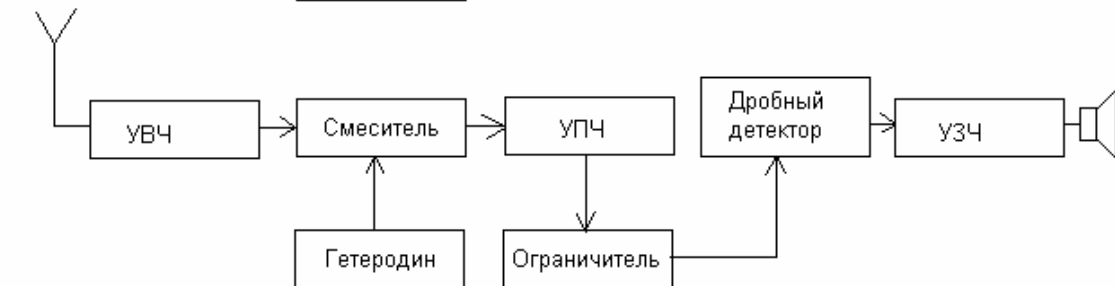 УВЧ
Смеситель
УПЧ
Дробный
детектор
УЗЧ
Гетеродин
Ограничитель